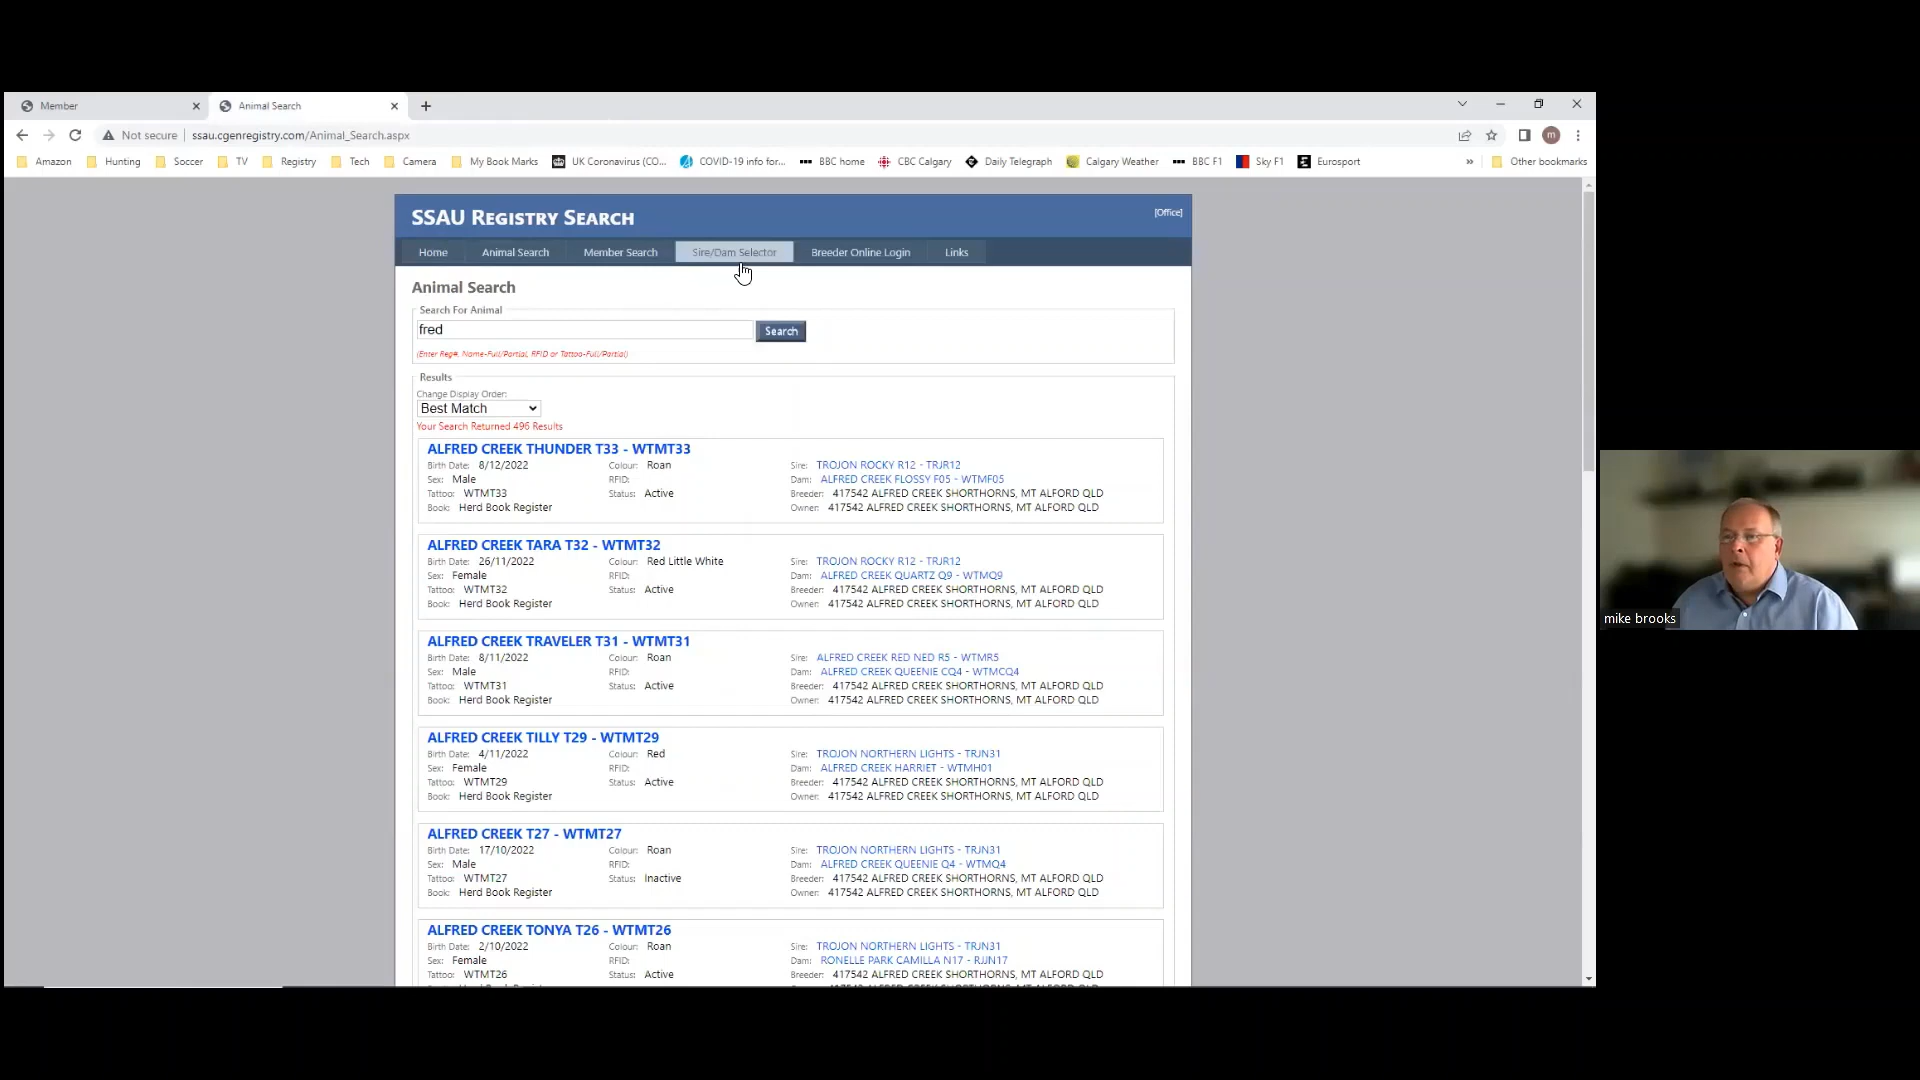 Member
Animal Search
Not secure
ssau.cgenregistry.com/Animal_Search.aspx
Amazon Hunting Soccer TV Registry Tech Camera My Book Marks UK Coronavirus (CO... COVID-19 info for... BBC home CBC Calgary Daily Telegraph Calgary Weather BBC F1 Sky F1 Eurosport » Other bookmarks
SSAU REGISTRY SEARCH
[Office]
Home Animal Search Member Search Sire/Dam Selector Breeder Online Login Links
Animal Search
Search For Animal
fred Search
(Enter Reg#, Name-Full/Partial, RFID or Tattoo-Full/Partial)
Results
Change Display Order:
Best Match
Your Search Returned 496 Results
ALFRED CREEK THUNDER T33 - WTMT33
Birth Date: 8/12/2022 Colour: Roan Sire: TROJON ROCKY R12 - TRJR12
Sex: Male RFID: Dam: ALFRED CREEK FLOSSY F05 - WTMF05
Tattoo: WTMT33 Status: Active Breeder: 417542 ALFRED CREEK SHORTHORNS, MT ALFORD QLD
Book: Herd Book Register Owner: 417542 ALFRED CREEK SHORTHORNS, MT ALFORD QLD
ALFRED CREEK TARA T32 - WTMT32
Birth Date: 26/11/2022 Colour: Red Little White Sire: TROJON ROCKY R12 - TRJR12
Sex: Female RFID: Dam: ALFRED CREEK QUARTZ Q9 - WTMQ9
Tattoo: WTMT32 Status: Active Breeder: 417542 ALFRED CREEK SHORTHORNS, MT ALFORD QLD
Book: Herd Book Register Owner: 417542 ALFRED CREEK SHORTHORNS, MT ALFORD QLD
ALFRED CREEK TRAVELER T31 - WTMT31
Birth Date: 8/11/2022 Colour: Roan Sire: ALFRED CREEK RED NED R5 - WTMR5
Sex: Male RFID: Dam: ALFRED CREEK QUEENIE CQ4 - WTMCQ4
Tattoo: WTMT31 Status: Active Breeder: 417542 ALFRED CREEK SHORTHORNS, MT ALFORD QLD
Book: Herd Book Register Owner: 417542 ALFRED CREEK SHORTHORNS, MT ALFORD QLD
ALFRED CREEK TILLY T29 - WTMT29
Birth Date: 4/11/2022 Colour: Red Sire: TROJON NORTHERN LIGHTS - TRJN31
Sex: Female RFID: Dam: ALFRED CREEK HARRIET - WTMH01
Tattoo: WTMT29 Status: Active Breeder: 417542 ALFRED CREEK SHORTHORNS, MT ALFORD QLD
Book: Herd Book Register Owner: 417542 ALFRED CREEK SHORTHORNS, MT ALFORD QLD
ALFRED CREEK T27 - WTMT27
Birth Date: 17/10/2022 Colour: Roan Sire: TROJON NORTHERN LIGHTS - TRJN31
Sex: Male RFID: Dam: ALFRED CREEK QUEENIE Q4 - WTMQ4
Tattoo: WTMT27 Status: Inactive Breeder: 417542 ALFRED CREEK SHORTHORNS, MT ALFORD QLD
Book: Herd Book Register Owner: 417542 ALFRED CREEK SHORTHORNS, MT ALFORD QLD
ALFRED CREEK TONYA T26 - WTMT26
Birth Date: 2/10/2022 Colour: Roan Sire: TROJON NORTHERN LIGHTS - TRJN31
Sex: Female RFID: Dam: RONELLE PARK CAMILLA N17 - RJJN17
Tattoo: WTMT26 Status: Active Breeder: 417542 ALFRED CREEK SHORTHORNS, MT ALFORD QLD
mike brooks